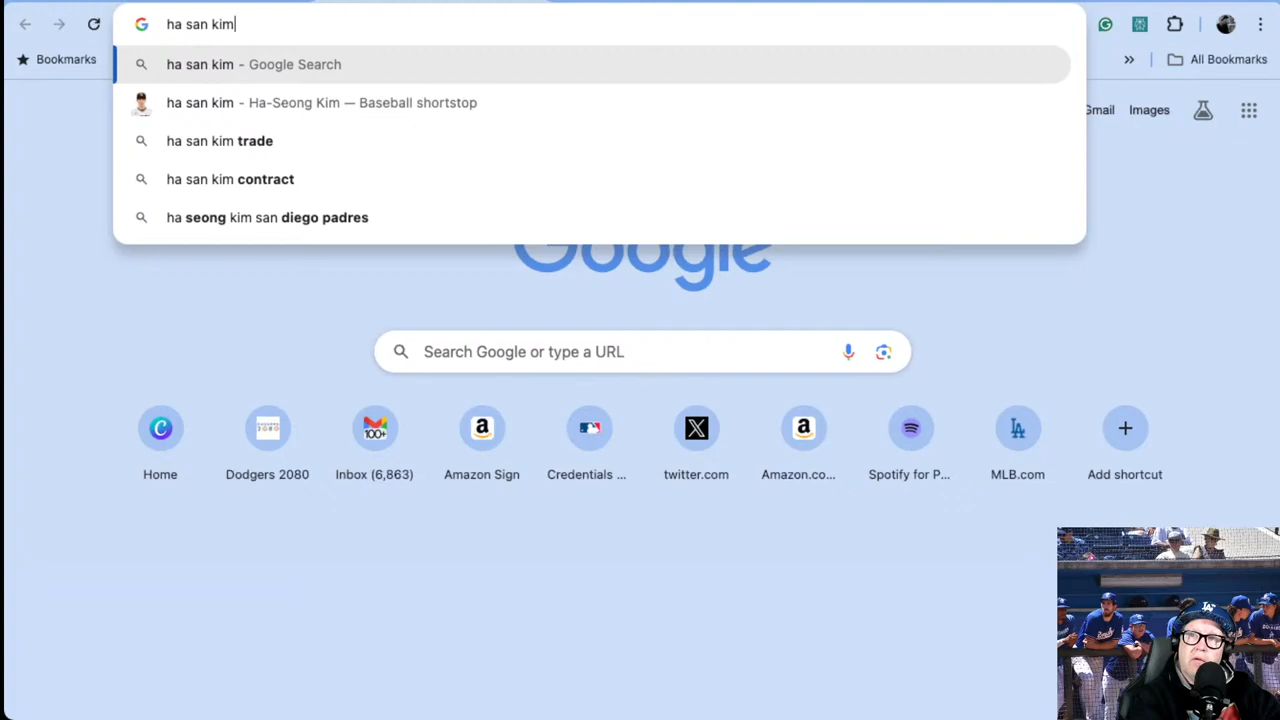 ha san kim
Bookmarks
» All Bookmarks
ha san kim - Google Search
ha san kim - Ha-Seong Kim — Baseball shortstop
ha san kim trade
ha san kim contract
ha seong kim san diego padres
Gmail Images
Google
Search Google or type a URL
100+
Home
Dodgers 2080
Inbox (6,863)
Amazon Sign
Credentials ...
twitter.com
Amazon.co...
Spotify for P...
MLB.com
Add shortcut